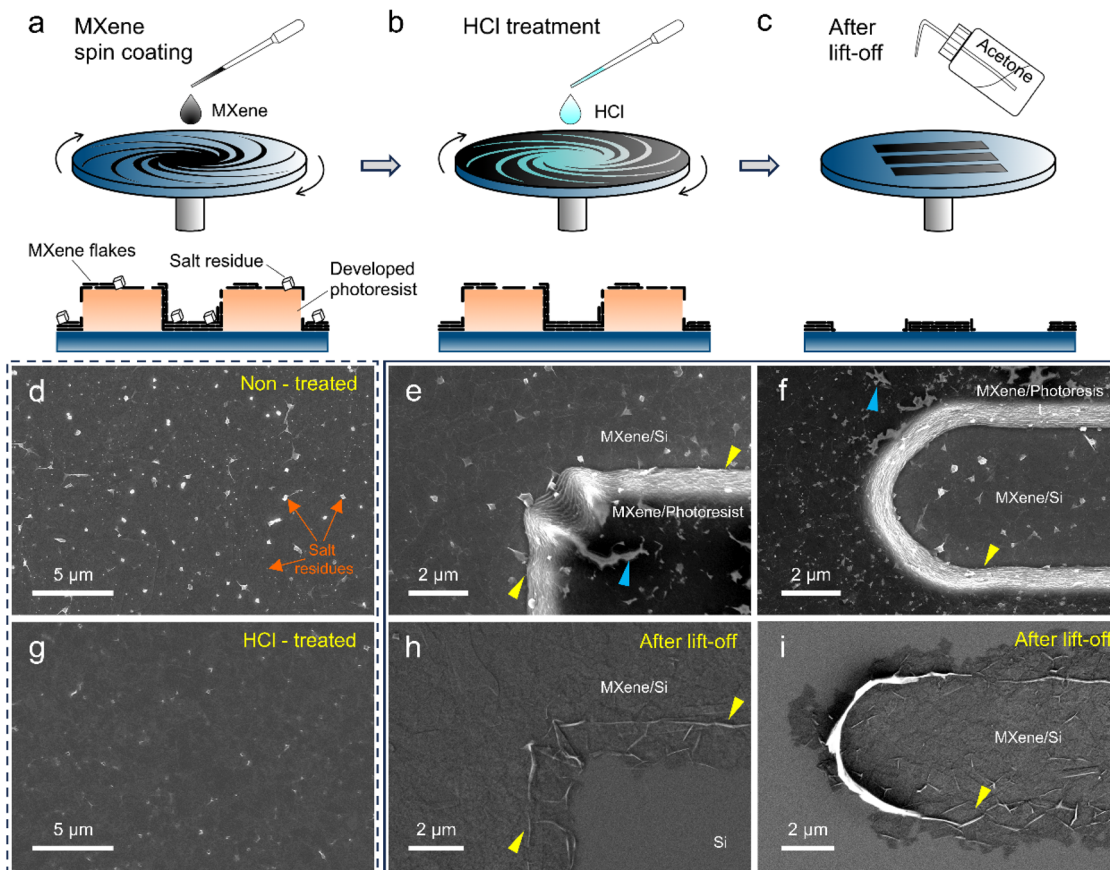 a
MXene
spin coating
MXene
b
HCl treatment
HCl
c
After
lift-off
Acetone
MXene flakes
Salt residue
Developed
photoresist
d
Non - treated
Salt
residues
5 µm
e
MXene/Si
MXene/Photoresist
2 µm
f
MXene/Photoresis
MXene/Si
2 µm
g
HCl - treated
5 µm
h
After lift-off
MXene/Si
Si
2 µm
i
After lift-off
MXene/Si
2 µm